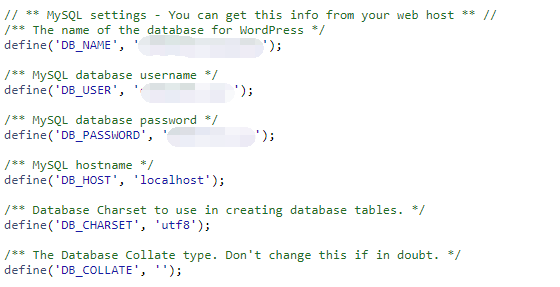 // ** MySQL settings - You can get this info from your web host ** //
/** The name of the database for WordPress */
define('DB_NAME', '');
/** MySQL database username */
define('DB_USER', '');
/** MySQL database password */
define('DB_PASSWORD', '');
/** MySQL hostname */
define('DB_HOST', 'localhost');
/** Database Charset to use in creating database tables. */
define('DB_CHARSET', 'utf8');
/** The Database Collate type. Don't change this if in doubt. */
define('DB_COLLATE', '');